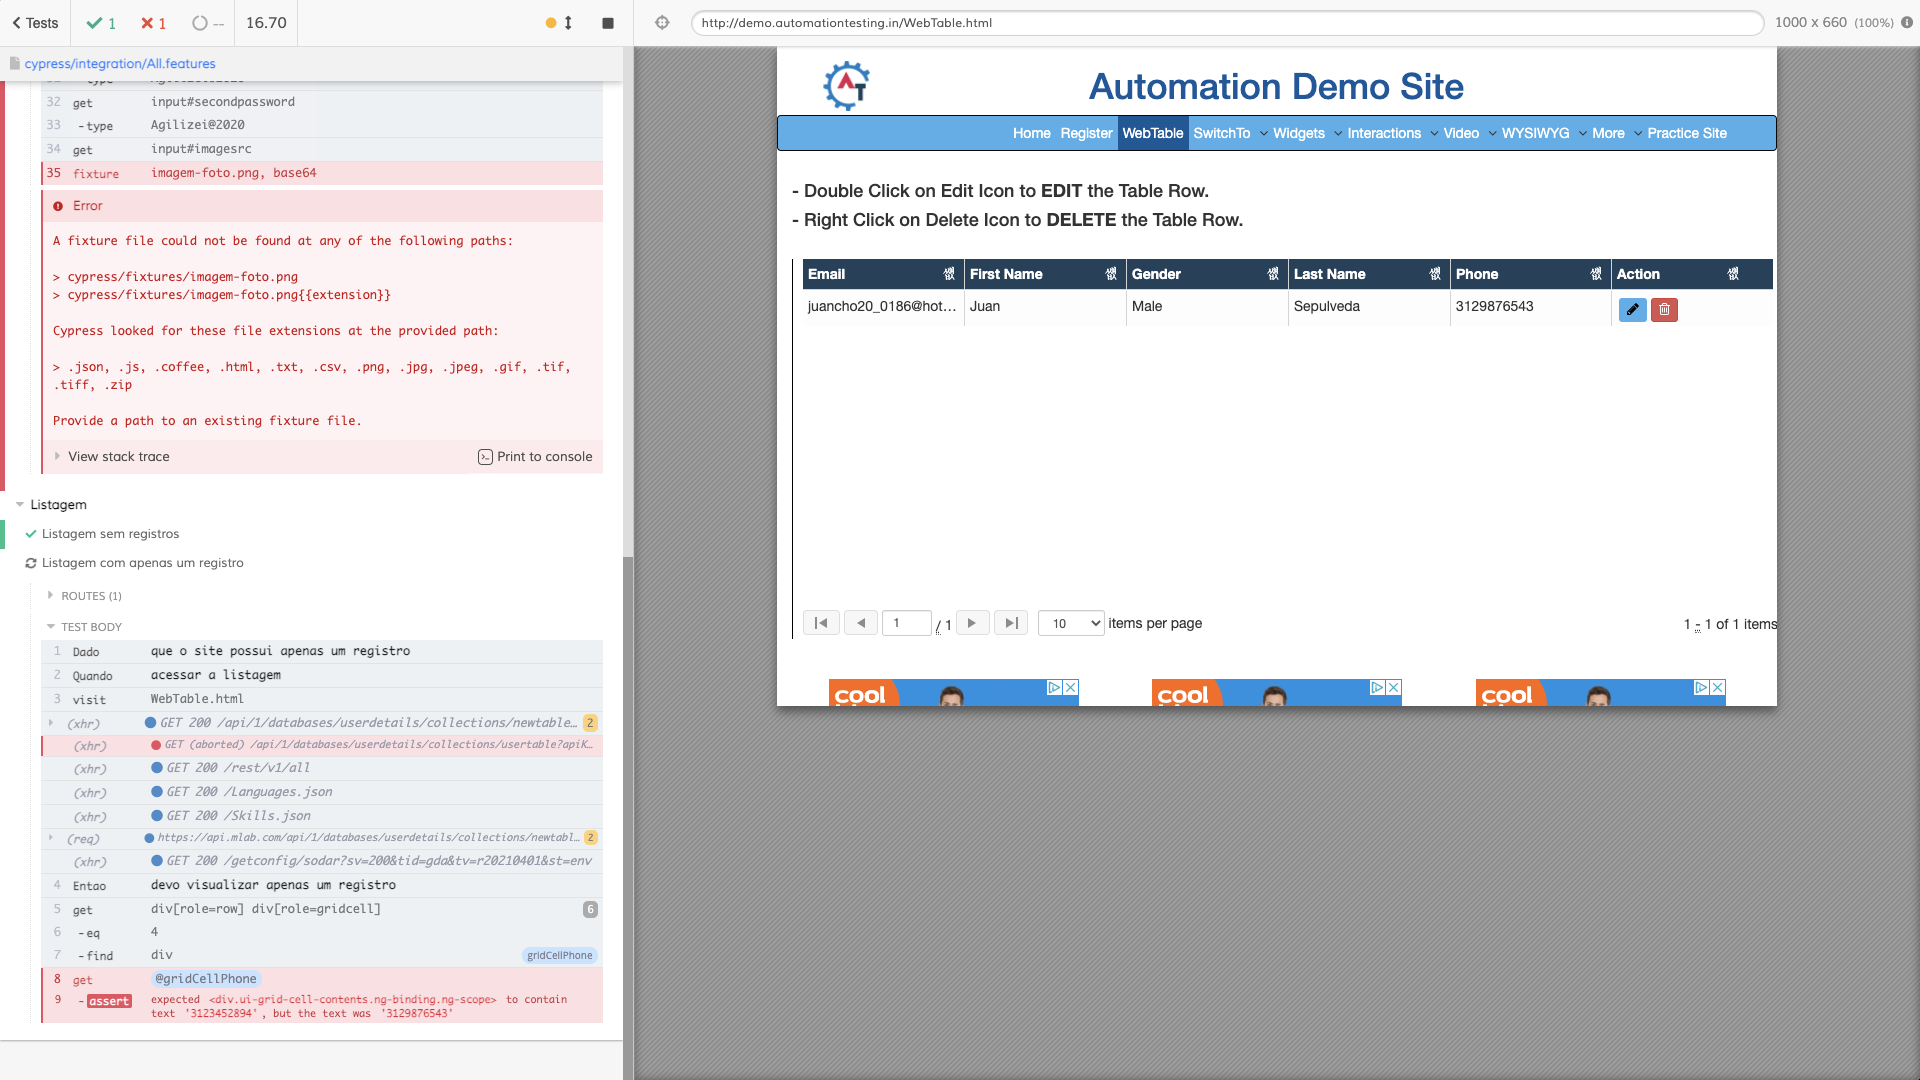 Tests
1
1
--
16.70
http://demo.automationtesting.in/WebTable.html
1000 x 660 (100%)
cypress/integration/All.features
32 get input#secondpassword
33 -type Agilizei@2020
34 get input#imagesrc
35 fixture imagem-foto.png, base64
Error
A fixture file could not be found at any of the following paths:
> cypress/fixtures/imagem-foto.png
> cypress/fixtures/imagem-foto.png{{extension}}
Cypress looked for these file extensions at the provided path:
> .json, .js, .coffee, .html, .txt, .csv, .png, .jpg, .jpeg, .gif, .tif,
.tiff, .zip
Provide a path to an existing fixture file.
View stack trace
Print to console
Listagem
Listagem sem registros
Listagem com apenas um registro
ROUTES (1)
TEST BODY
1 Dado que o site possui apenas um registro
2 Quando acessar a listagem
3 visit WebTable.html
(xhr) GET 200 /api/1/databases/userdetails/collections/newtable... 2
(xhr) GET (aborted) /api/1/databases/userdetails/collections/usertable?apiK...
(xhr) GET 200 /rest/v1/all
(xhr) GET 200 /Languages.json
(xhr) GET 200 /Skills.json
(req) https://api.mlab.com/api/1/databases/userdetails/collections/newtabl... 2
(xhr) GET 200 /getconfig/sodar?sv=200&tid=gda&tv=r20210401&st=env
4 Entao devo visualizar apenas um registro
5 get div[role=row] div[role=gridcell] 6
6 -eq 4
7 -find div gridCellPhone
8 get @gridCellPhone
9 -assert expected <div.ui-grid-cell-contents.ng-binding.ng-scope> to contain
text '3123452894', but the text was '3129876543'
AT
Automation Demo Site
Home Register WebTable SwitchTo Widgets Interactions Video WYSIWYG More Practice Site
- Double Click on Edit Icon to EDIT the Table Row.
- Right Click on Delete Icon to DELETE the Table Row.
Email First Name Gender Last Name Phone Action
juancho20_0186@hot... Juan Male Sepulveda 3129876543
1 / 1 10 items per page
1 - 1 of 1 items
cool
cool
cool